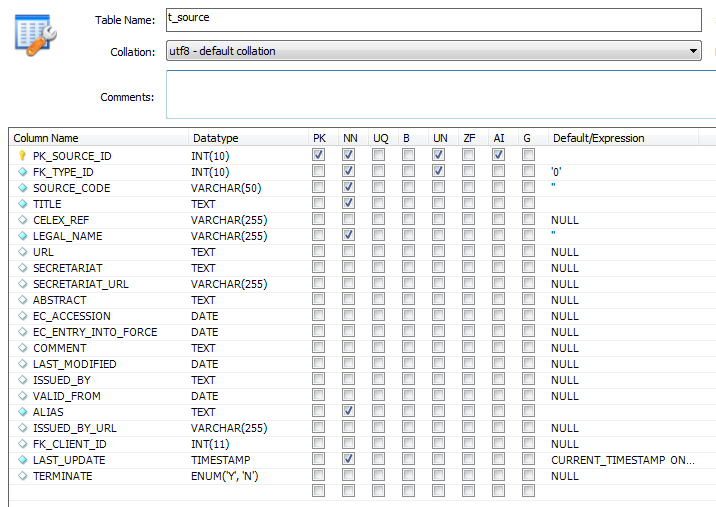 Table Name: t_source
Collation: utf8 - default collation
Comments:
Column Name Datatype PK NN UQ B UN ZF AI G Default/Expression
PK_SOURCE_ID INT(10)
FK_TYPE_ID INT(10) '0'
SOURCE_CODE VARCHAR(50) ''
TITLE TEXT
CELEX_REF VARCHAR(255) NULL
LEGAL_NAME VARCHAR(255) ''
URL TEXT NULL
SECRETARIAT TEXT NULL
SECRETARIAT_URL VARCHAR(255) NULL
ABSTRACT TEXT NULL
EC_ACCESSION DATE NULL
EC_ENTRY_INTO_FORCE DATE NULL
COMMENT TEXT NULL
LAST_MODIFIED DATE NULL
ISSUED_BY TEXT NULL
VALID_FROM DATE NULL
ALIAS TEXT
ISSUED_BY_URL VARCHAR(255) NULL
FK_CLIENT_ID INT(11) NULL
LAST_UPDATE TIMESTAMP CURRENT_TIMESTAMP ON...
TERMINATE ENUM('Y', 'N') NULL